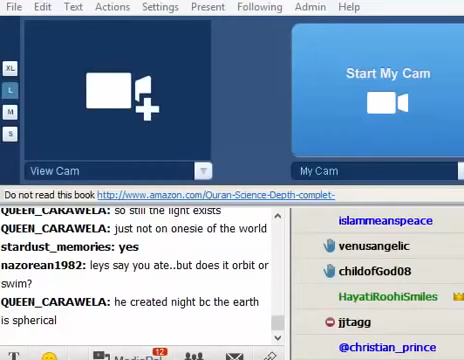 File Edit Text Actions Settings Present Following Admin Help
XL
L
M
S
Start My Cam
View Cam
My Cam
Do not read this book http://www.amazon.com/Quran-Science-Depth-complet-
QUEEN_CARAWELA: so still the light exists
QUEEN_CARAWELA: just not on onesie of the world
stardust_memories: yes
nazorean1982: leys say you ate..but does it orbit or
swim?
QUEEN_CARAWELA: he created night bc the earth
is spherical
islammeanspeace
venusangelic
childofGod08
HayatiRoohiSmiles
jjtagg
@christian_prince
12